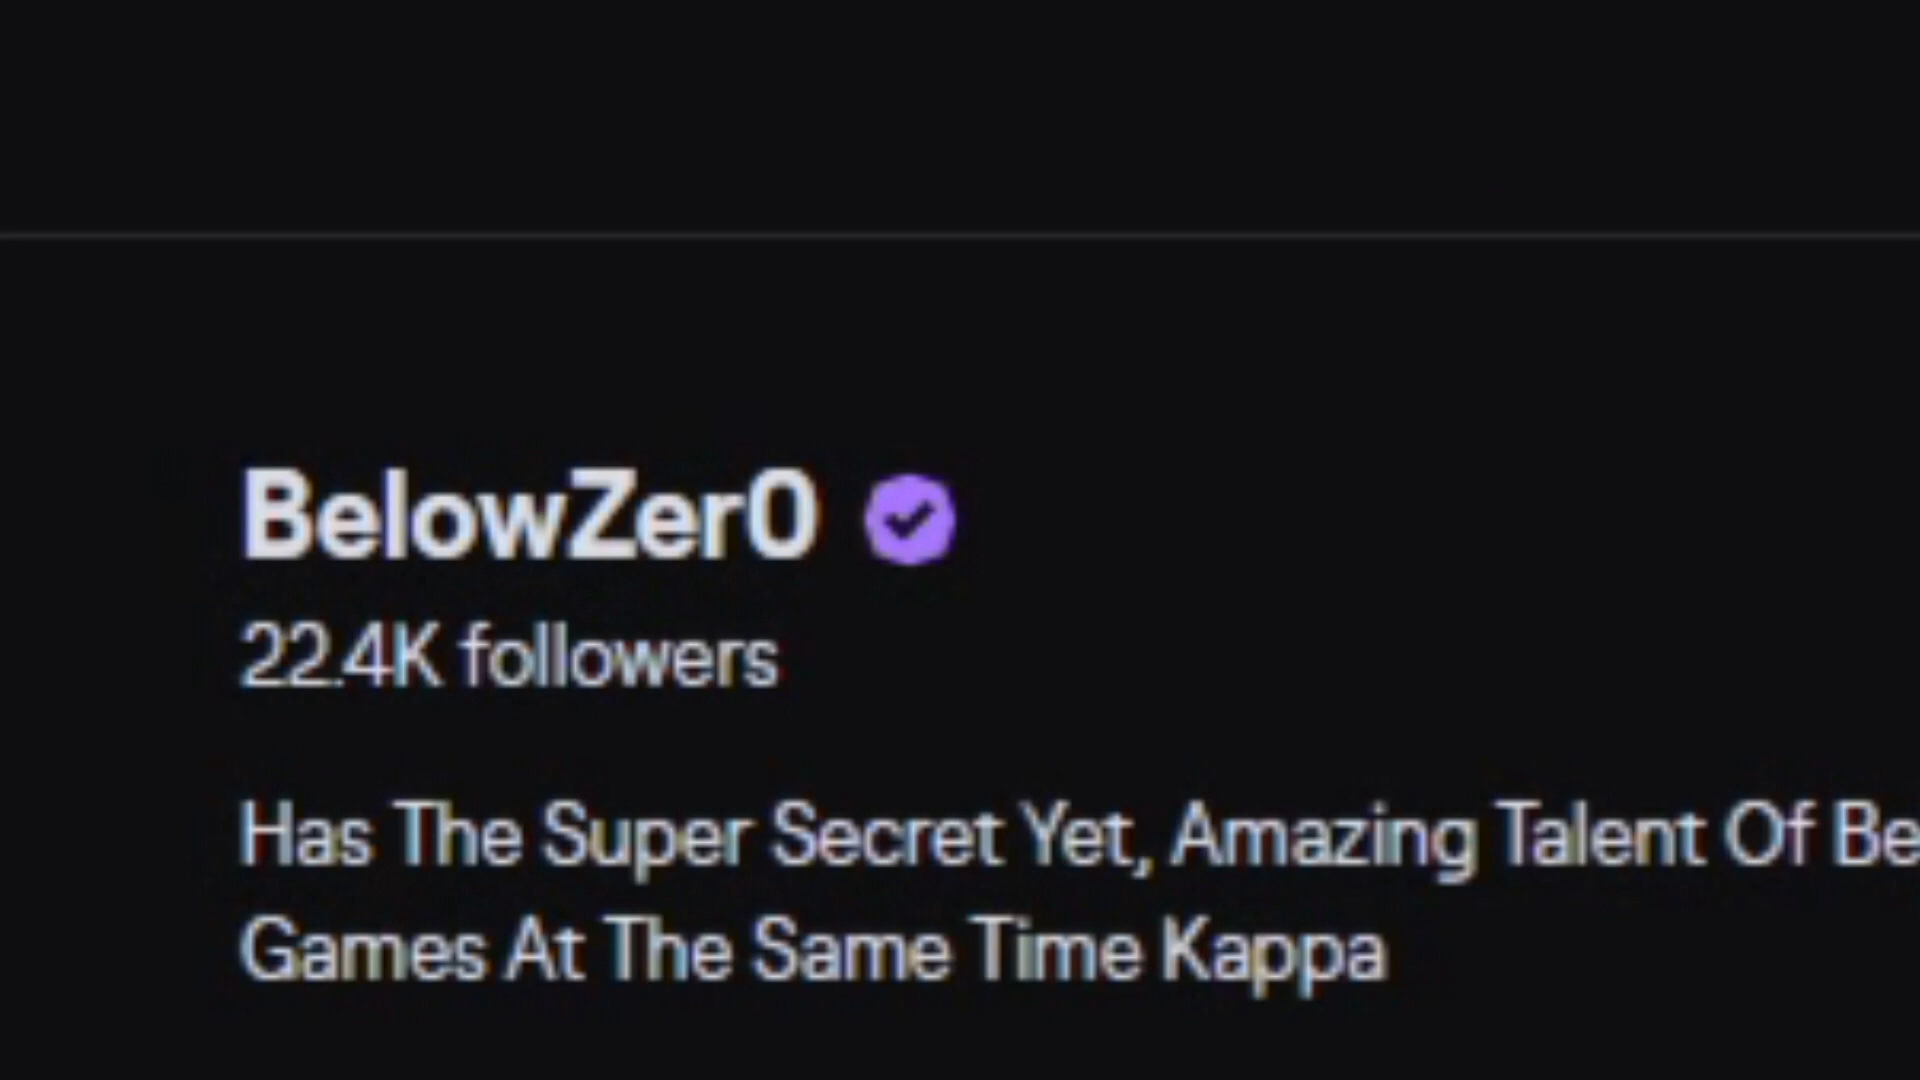 BelowZer0
22.4K followers
Has The Super Secret Yet, Amazing Talent Of Be
Games At The Same Time Kappa